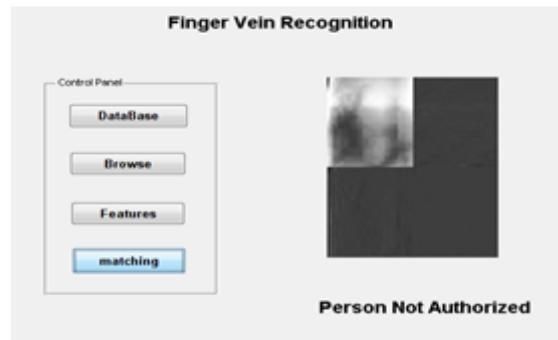 Finger Vein Recognition
Control Panel
DataBase
Browse
Features
matching
Person Not Authorized